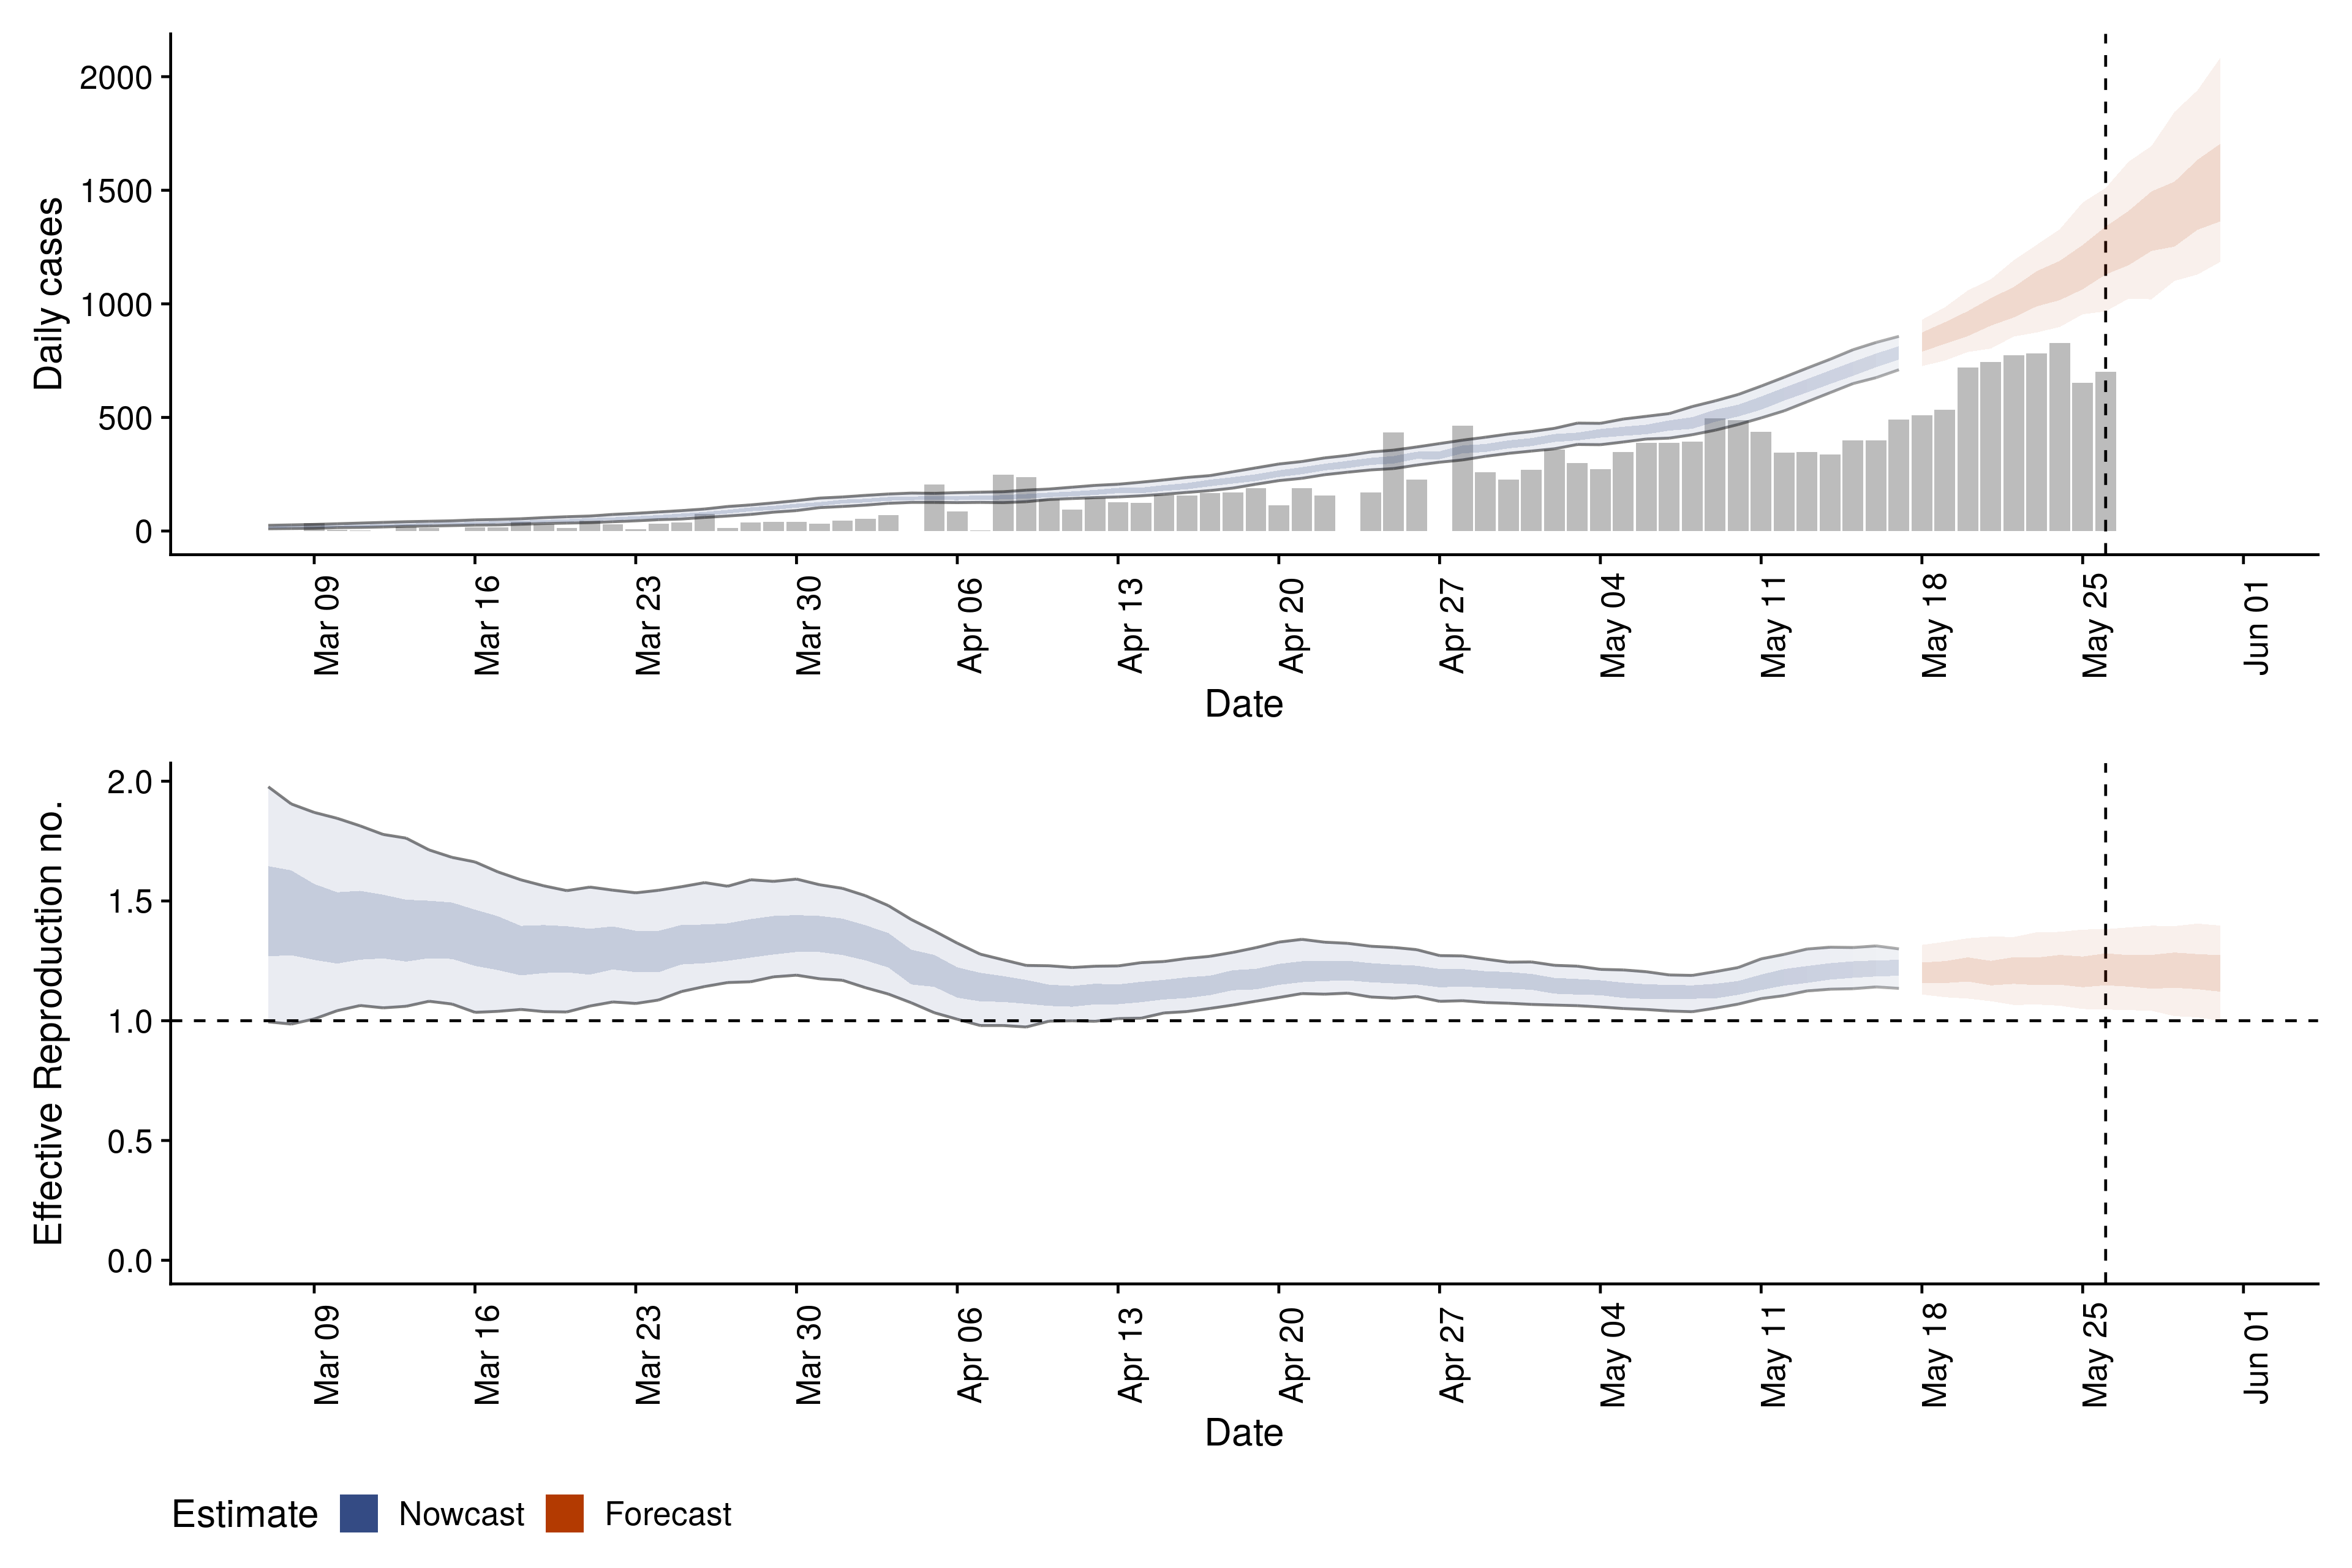 Daily cases
2000
1500
1000
500
0
Mar 09 Mar 16 Mar 23 Mar 30 Apr 06 Apr 13 Apr 20 Apr 27 May 04 May 11 May 18 May 25 Jun 01
Date
Effective Reproduction no.
2.0
1.5
1.0
0.5
0.0
Mar 09 Mar 16 Mar 23 Mar 30 Apr 06 Apr 13 Apr 20 Apr 27 May 04 May 11 May 18 May 25 Jun 01
Date
Estimate Nowcast Forecast